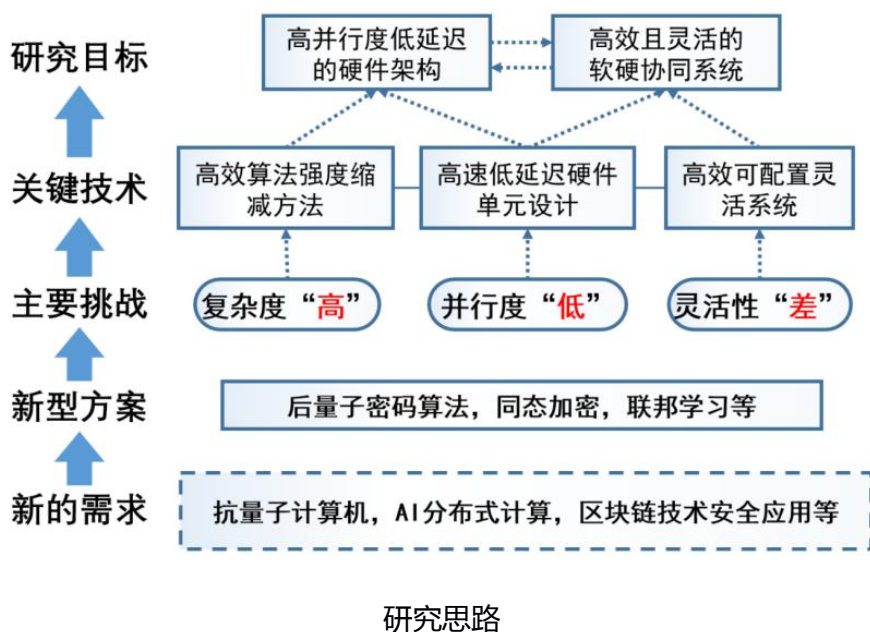 研究目标
高并行度低延迟
的硬件架构
高效且灵活的
软硬协同系统
关键技术
高效算法强度缩
减方法
高速低延迟硬件
单元设计
高效可配置灵
活系统
主要挑战
复杂度“高”
并行度“低”
灵活性“差”
新型方案
后量子密码算法，同态加密，联邦学习等
新的需求
抗量子计算机，AI分布式计算，区块链技术安全应用等
研究思路